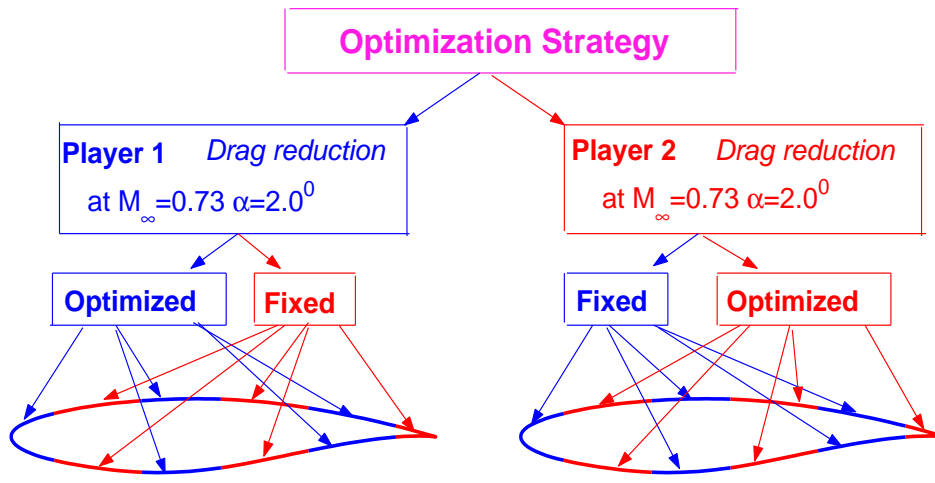 Optimization Strategy
Player 1 Drag reduction
at M∞=0.73 α=2.0⁰
Player 2 Drag reduction
at M∞=0.73 α=2.0⁰
Optimized
Fixed
Fixed
Optimized